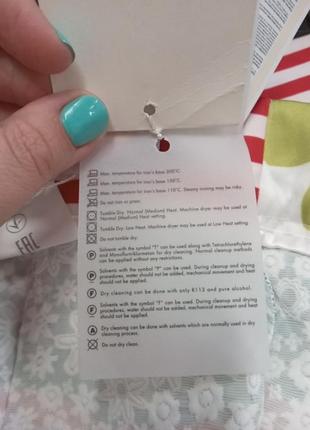 Max. temperature for iron's base 200°C.
Max. temperature for iron's base 150°C.
Max. temperature for iron's base 110°C. Steamy ironing may be risky.
Do not iron or press.
Tumble Dry. Normal (Medium) Heat. Machine dryer may be used at
Normal (Medium) Heat setting.
Tumble Dry. Low Heat. Machine dryer may be used at Low Heat setting.
Do not tumble dry.
Solvents with the symbol "F" can be used along with Tetrachlorethylene
and Monofluortriklormetan for dry cleaning. Normal cleanup methods
can be applied without any restrictions.
P
Solvents with the symbol "F" can be used. During cleaning and drying
procedures, water should not be added, mechanical movement and heat
should not be applied.
P
Dry cleaning can be done with only R113 and pure alcohol.
F
Solvents with the symbol "F" can be used. During cleanup and drying
procedures, water should not be added, mechanical movement and heat
should not be applied.
F
Dry cleaning can be done with solvents which are normally used in dry
cleaning process.
A
Do not dry clean.
EAC